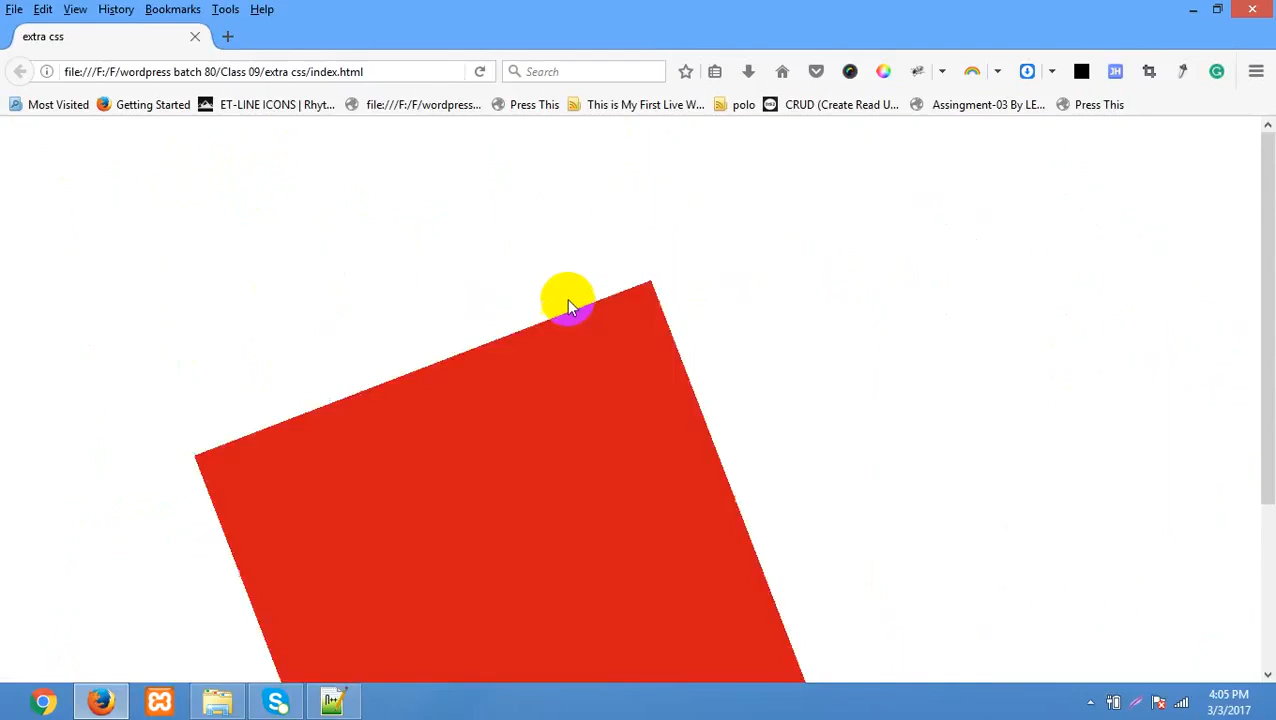 File Edit View History Bookmarks Tools Help
extra css
file:///F:/F/wordpress batch 80/Class 09/extra css/index.html Search
Most Visited Getting Started ET-LINE ICONS | Rhyt... file:///F:/F/wordpress... Press This This is My First Live W... polo CRUD (Create Read U... Assingment-03 By LE... Press This
4:05 PM
3/3/2017